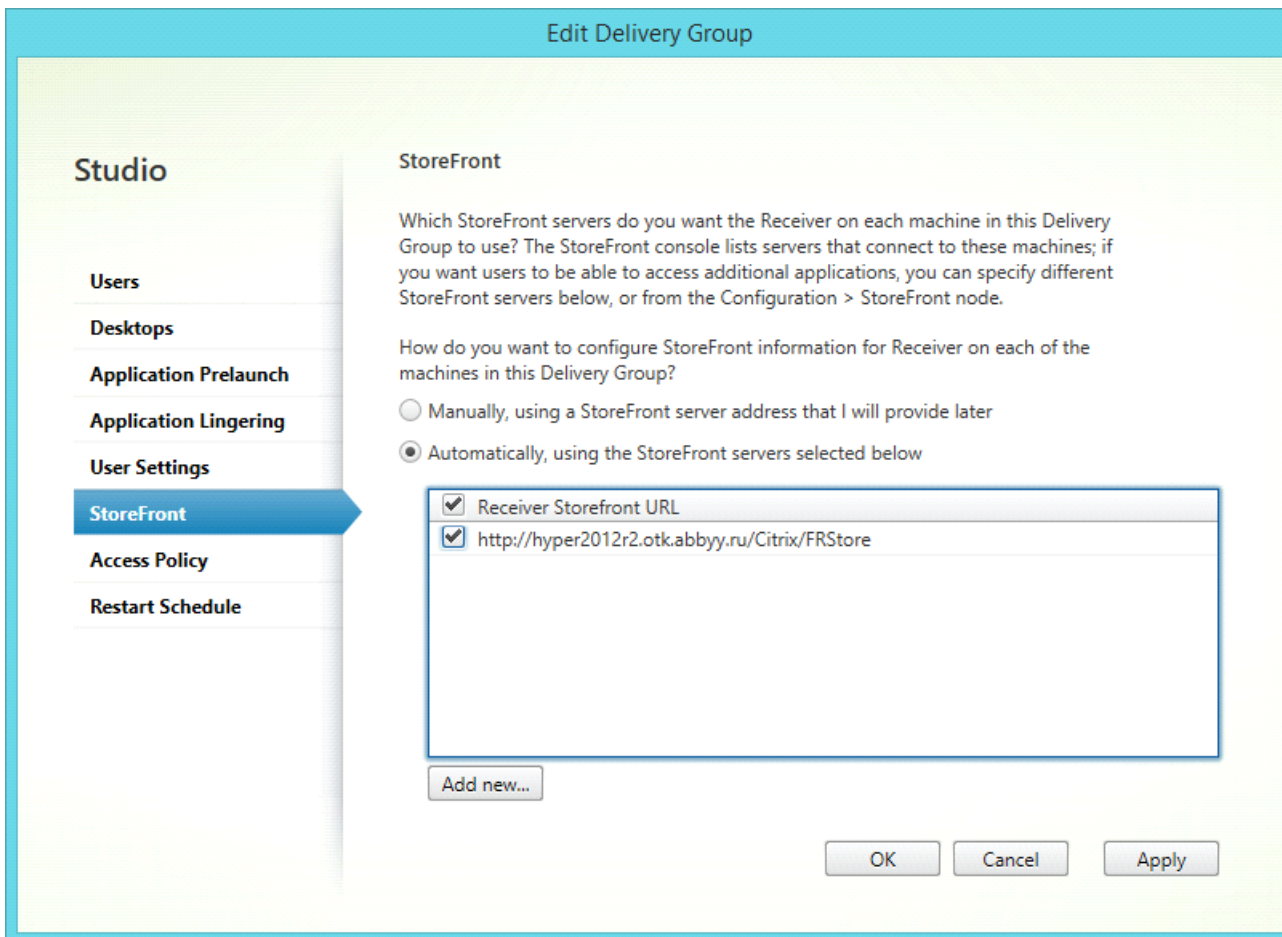 Edit Delivery Group
Studio
Users
Desktops
Application Prelaunch
Application Lingering
User Settings
StoreFront
Access Policy
Restart Schedule
StoreFront
Which StoreFront servers do you want the Receiver on each machine in this Delivery
Group to use? The StoreFront console lists servers that connect to these machines; if
you want users to be able to access additional applications, you can specify different
StoreFront servers below, or from the Configuration > StoreFront node.
How do you want to configure StoreFront information for Receiver on each of the
machines in this Delivery Group?
Manually, using a StoreFront server address that I will provide later
Automatically, using the StoreFront servers selected below
Receiver Storefront URL
http://hyper2012r2.otk.abbyy.ru/Citrix/FRStore
Add new...
OK
Cancel
Apply